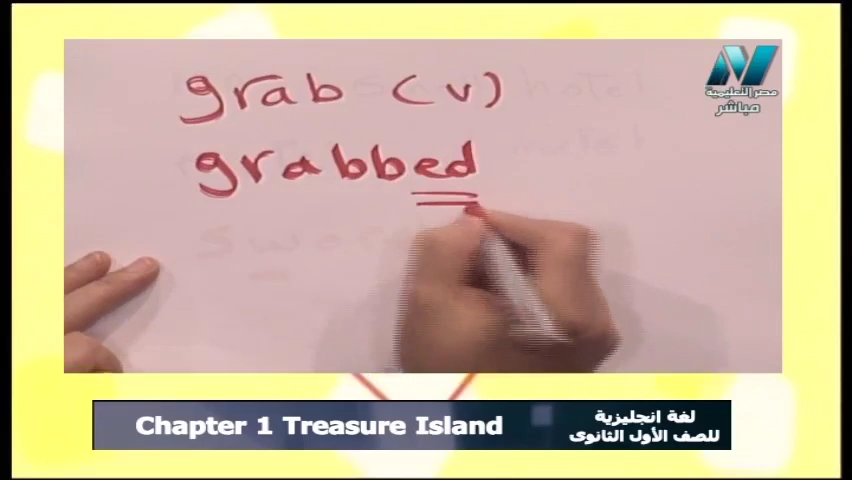 grab (v)
مصر التعليمية
مباشر
grabbed
Chapter 1 Treasure Island
لغة انجليزية
للصف الأول الثانوى